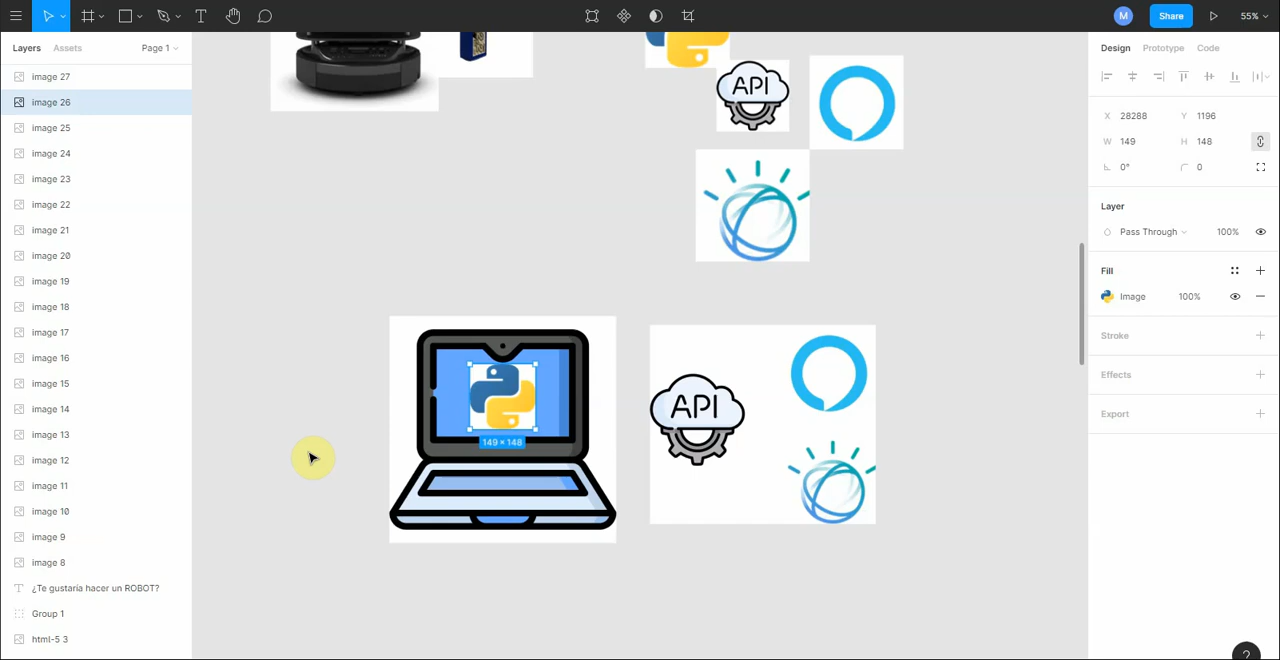 M
Share
55%
Layers
Assets
Page 1
Design
Prototype
Code
image 27
image 26
image 25
image 24
image 23
image 22
image 21
image 20
image 19
image 18
image 17
image 16
image 15
image 14
image 13
image 12
image 11
image 10
image 9
image 8
¿Te gustaría hacer un ROBOT?
Group 1
html-5 3
API
API
149 × 148
X 28288 Y 1196
W 149 H 148
0° 0
Layer
Pass Through 100%
Fill
Image 100%
Stroke
Effects
Export
?